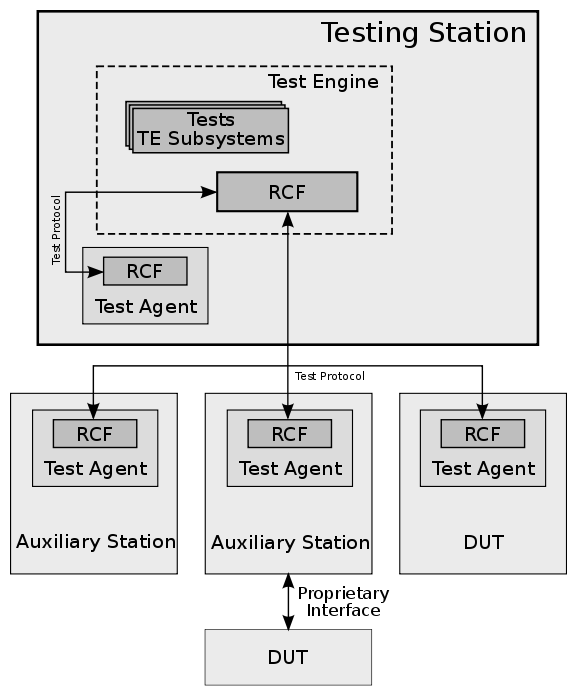 Testing Station
Test Engine
Tests
TE Subsystems
RCF
Test Protocol
RCF
Test Agent
Test Protocol
RCF
Test Agent
Auxiliary Station
RCF
Test Agent
Auxiliary Station
RCF
Test Agent
DUT
Proprietary
Interface
DUT